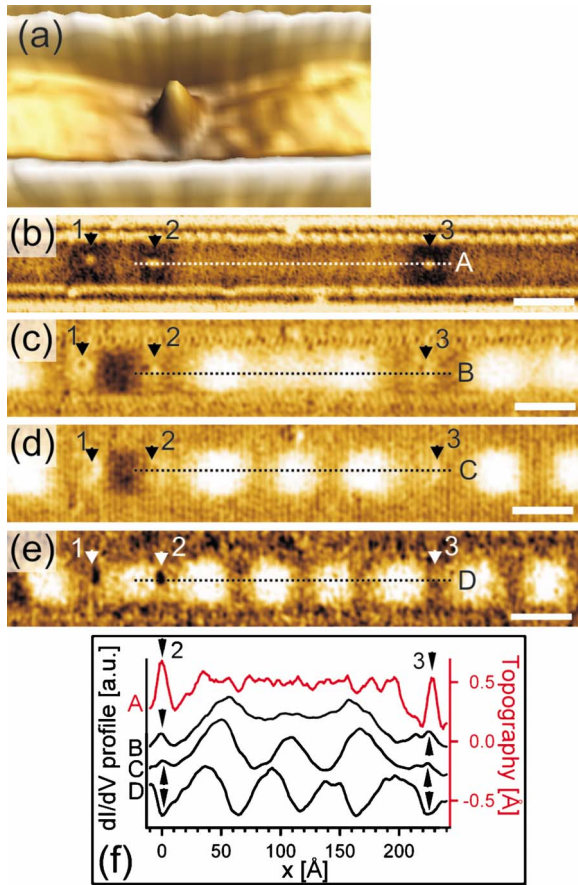 (a)
(b) 1 2 3 A
(c) 1 2 3 B
(d) 1 2 3 C
(e) 1 2 3 D
2 3
A
B
C
D
dI/dV profile [a.u.]
0.5
0.0
-0.5
Topography [Å]
0 50 100 150 200
x [Å]
(f)